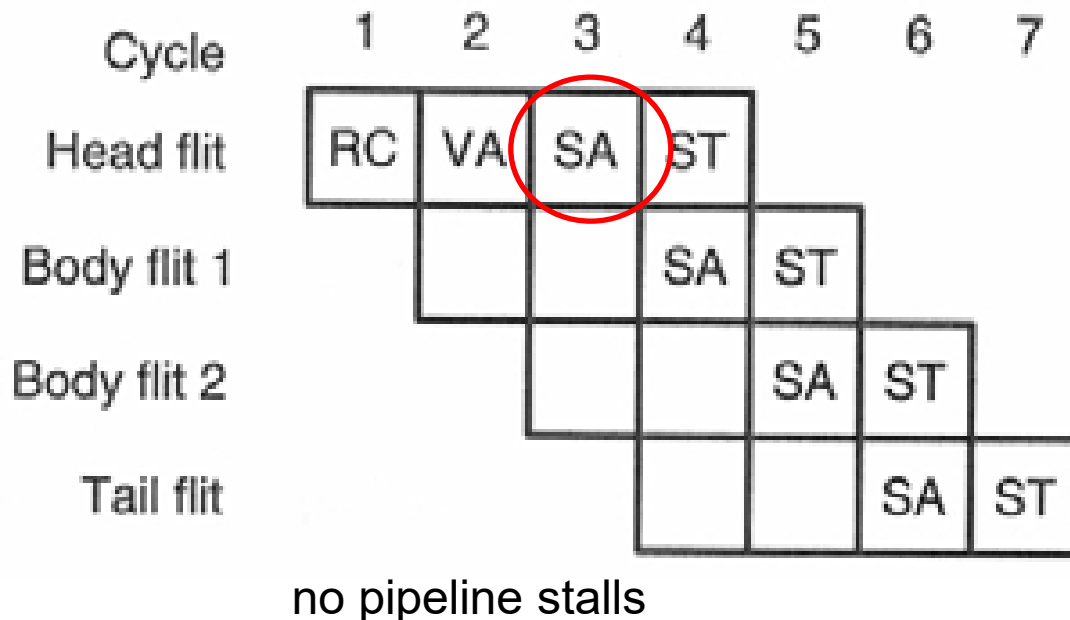 Cycle 1 2 3 4 5 6 7
Head flit RC VA SA ST
Body flit 1 SA ST
Body flit 2 SA ST
Tail flit SA ST
no pipeline stalls